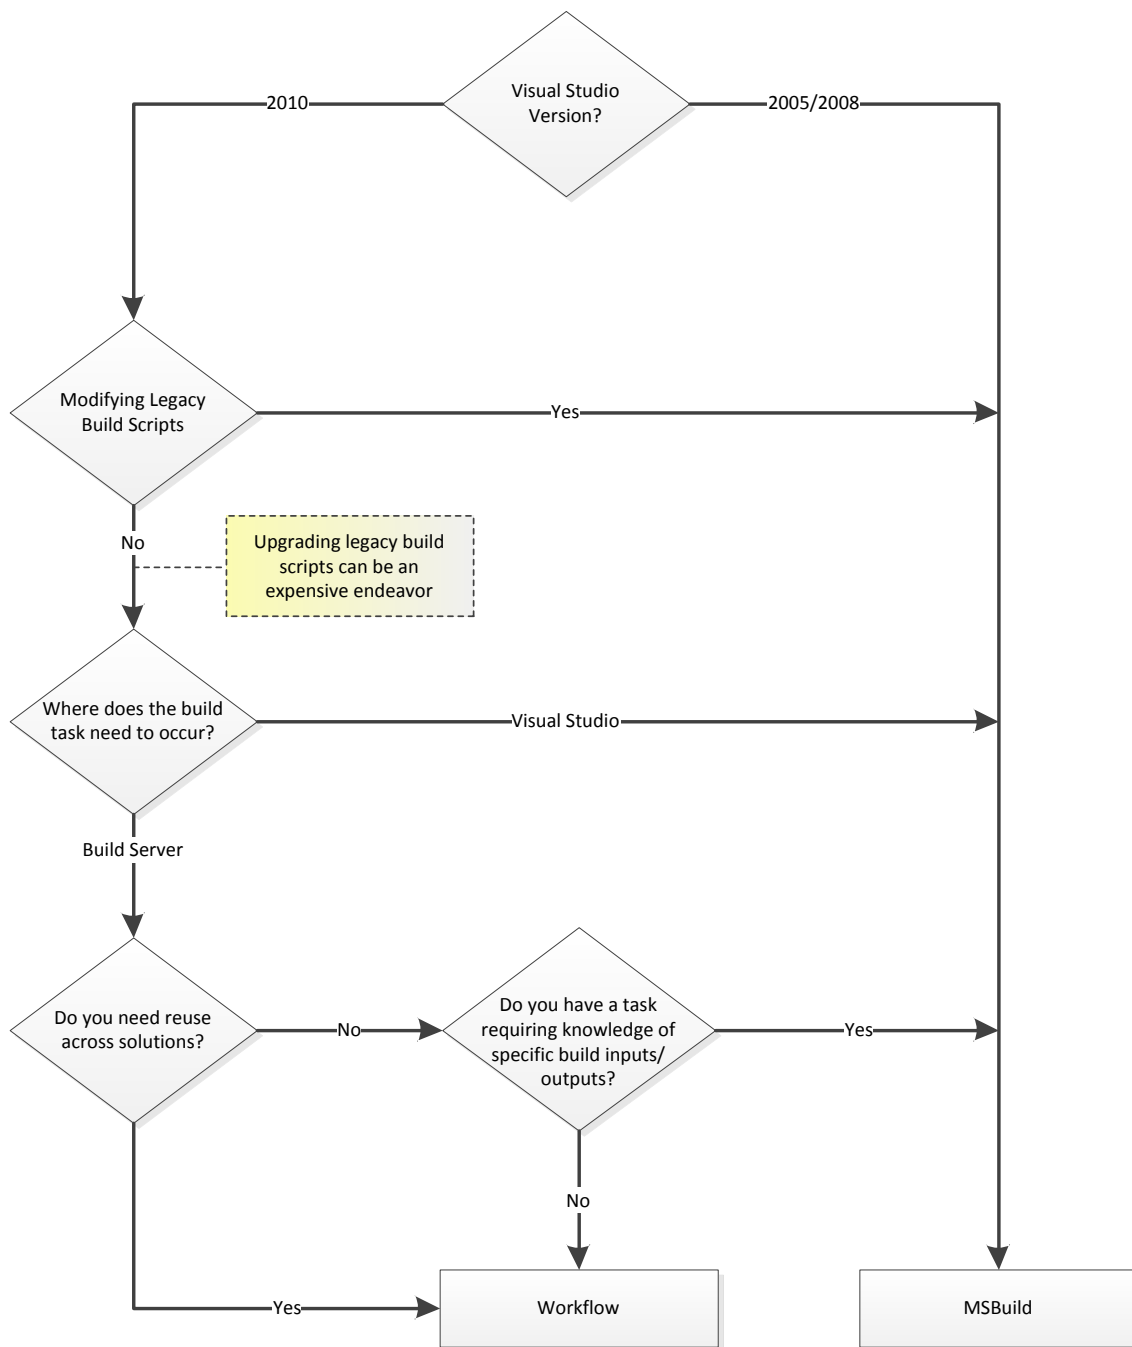 Visual Studio
Version?
2010
2005/2008
Modifying Legacy
Build Scripts
Yes
No
Upgrading legacy build
scripts can be an
expensive endeavor
Where does the build
task need to occur?
Visual Studio
Build Server
Do you need reuse
across solutions?
No
Do you have a task
requiring knowledge of
specific build inputs/
outputs?
Yes
No
Yes
Workflow
MSBuild